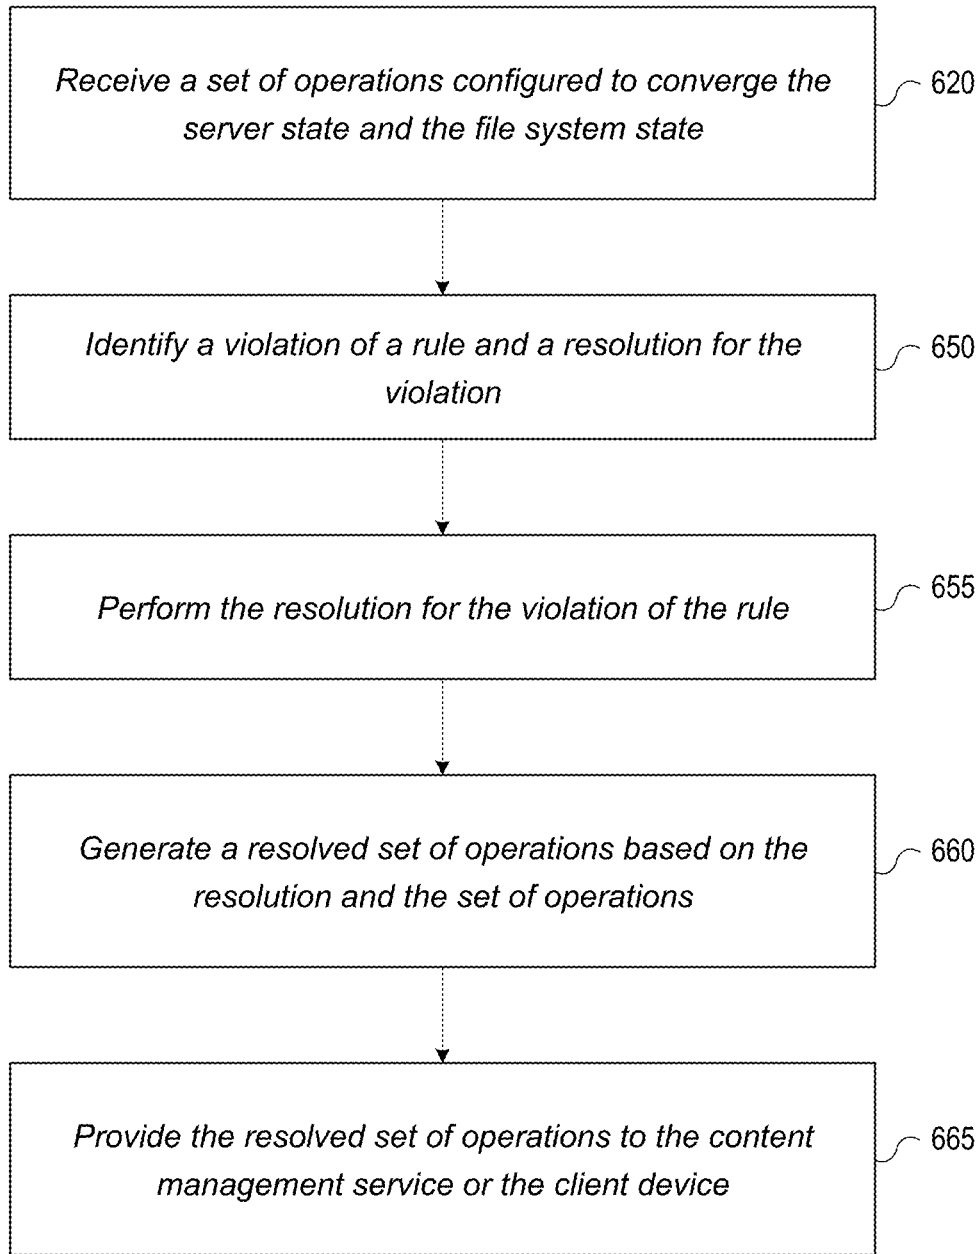 Receive a set of operations configured to converge the
server state and the file system state
620
Identify a violation of a rule and a resolution for the
violation
650
Perform the resolution for the violation of the rule
655
Generate a resolved set of operations based on the
resolution and the set of operations
660
Provide the resolved set of operations to the content
management service or the client device
665